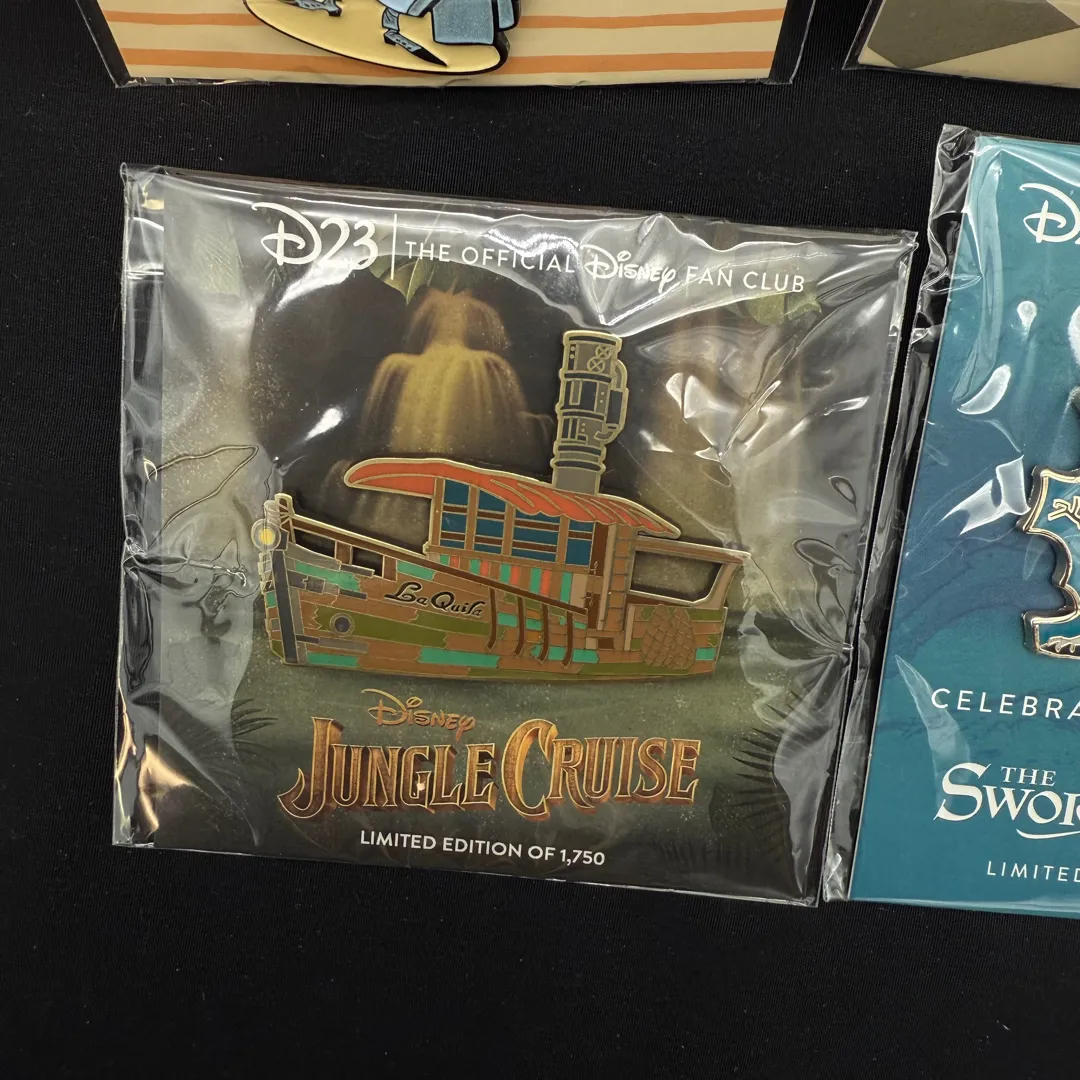 D23 | THE OFFICIAL Disney FAN CLUB
La Quila
Disney
JUNGLE CRUISE
LIMITED EDITION OF 1,750
CELEBRA
THE
SWOR
LIMITED